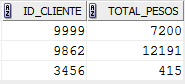 ID_CLIENTE TOTAL_PESOS
9999 7200
9862 12191
3456 415